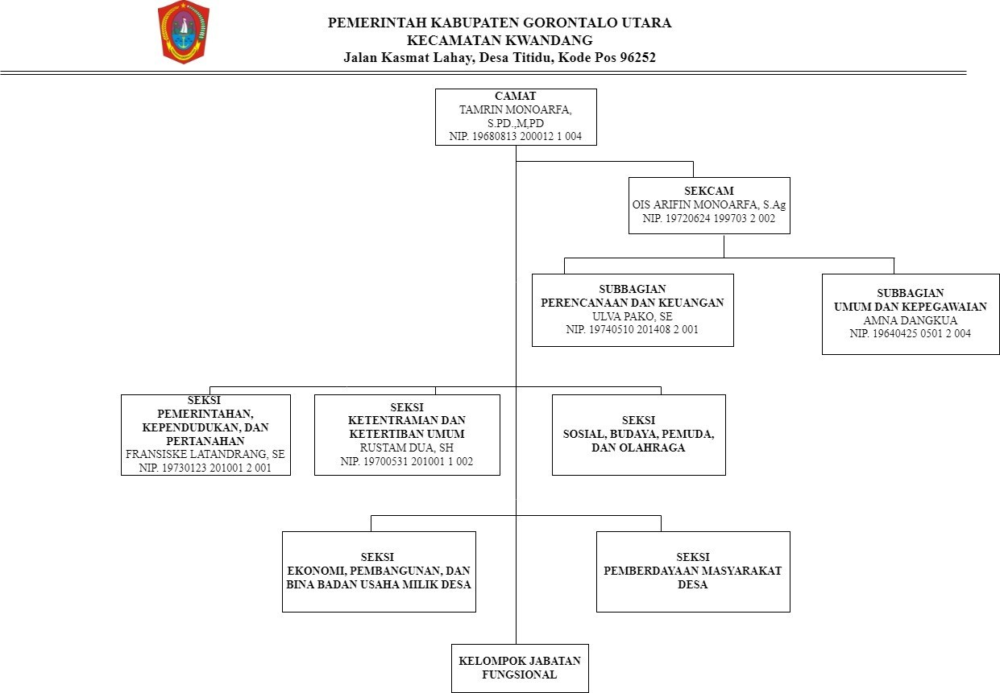 PEMERINTAH KABUPATEN GORONTALO UTARA
KECAMATAN KWANDANG
Jalan Kasmat Lahay, Desa Titidu, Kode Pos 96252
CAMAT
TAMRIN MONOARFA,
S.PD.,M,PD
NIP. 19680813 200012 1 004
SEKCAM
OIS ARIFIN MONOARFA, S.Ag
NIP. 19720624 199703 2 002
SUBBAGIAN
PERENCANAAN DAN KEUANGAN
ULVA PAKO, SE
NIP. 19740510 201408 2 001
SUBBAGIAN
UMUM DAN KEPEGAWAIAN
AMNA DANGKUA
NIP. 19640425 0501 2 004
SEKSI
PEMERINTAHAN,
KEPENDUDUKAN, DAN
PERTANAHAN
FRANSISKE LATANDRANG, SE
NIP. 19730123 201001 2 001
SEKSI
KETENTRAMAN DAN
KETERTIBAN UMUM
RUSTAM DUA, SH
NIP. 19700531 201001 1 002
SEKSI
SOSIAL, BUDAYA, PEMUDA,
DAN OLAHRAGA
SEKSI
EKONOMI, PEMBANGUNAN, DAN
BINA BADAN USAHA MILIK DESA
SEKSI
PEMBERDAYAAN MASYARAKAT
DESA
KELOMPOK JABATAN
FUNGSIONAL